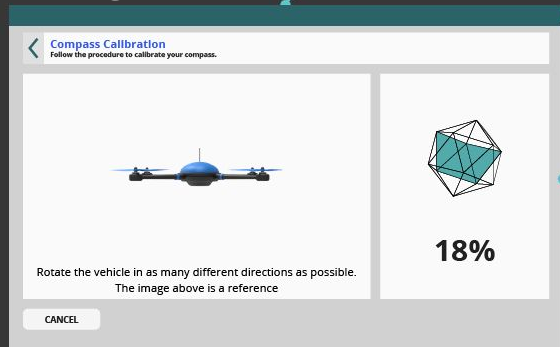 Compass Calibration
Follow the procedure to calibrate your compass.
Rotate the vehicle in as many different directions as possible.
The image above is a reference
18%
CANCEL